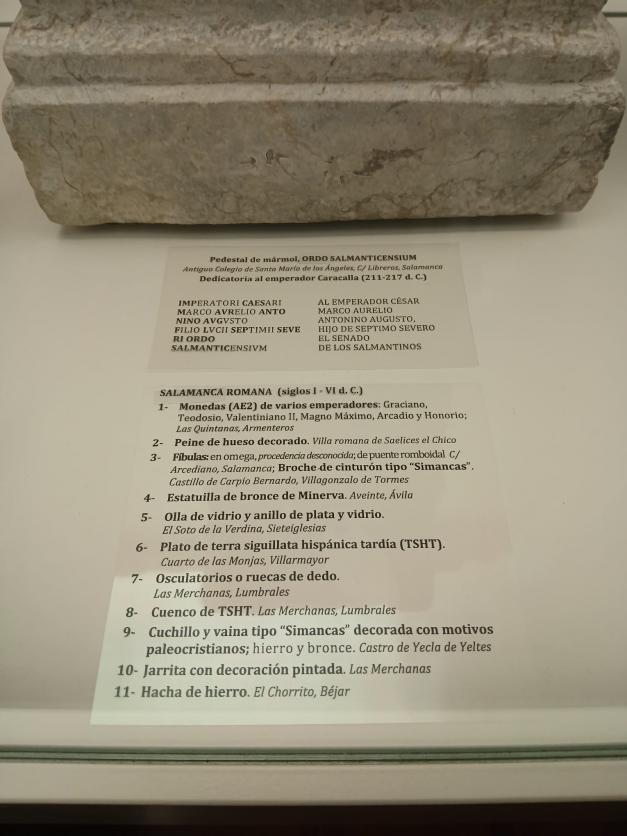 Pedestal de mármol, ORDO SALMANTICENSIUM
Antiguo Colegio de Santa María de los Ángeles, C/ Libreros, Salamanca
Dedicatoria al emperador Caracalla (211-217 d. C.)
IMPERATORI CAESARI
MARCO AVRELIO ANTO
NINO AVGVSTO
FILIO LVCII SEPTIMII SEVE
RI ORDO
SALMANTICENSIVM
AL EMPERADOR CÉSAR
MARCO AURELIO
ANTONINO AUGUSTO,
HIJO DE SEPTIMO SEVERO
EL SENADO
DE LOS SALMANTINOS
SALAMANCA ROMANA (siglos I - VI d. C.)
1- Monedas (AE2) de varios emperadores: Graciano,
Teodosio, Valentiniano II, Magno Máximo, Arcadio y Honorio;
Las Quintanas, Armenteros
2- Peine de hueso decorado. Villa romana de Saelices el Chico
3- Fíbulas: en omega, procedencia desconocida; de puente romboidal C/
Arcediano, Salamanca; Broche de cinturón tipo “Simancas”.
Castillo de Carpio Bernardo, Villagonzalo de Tormes
4- Estatuilla de bronce de Minerva. Aveinte, Ávila
5- Olla de vidrio y anillo de plata y vidrio.
El Soto de la Verdina, Sieteiglesias
6- Plato de terra sigullata hispánica tardía (TSHT).
Cuarto de las Monjas, Villarmayor
7- Osculatorios o ruecas de dedo.
Las Merchanas, Lumbrales
8- Cuenco de TSHT. Las Merchanas, Lumbrales
9- Cuchillo y vaina tipo “Simancas” decorada con motivos
paleocristianos; hierro y bronce. Castro de Yecla de Yeltes
10- Jarrita con decoración pintada. Las Merchanas
11- Hacha de hierro. El Chorrito, Béjar